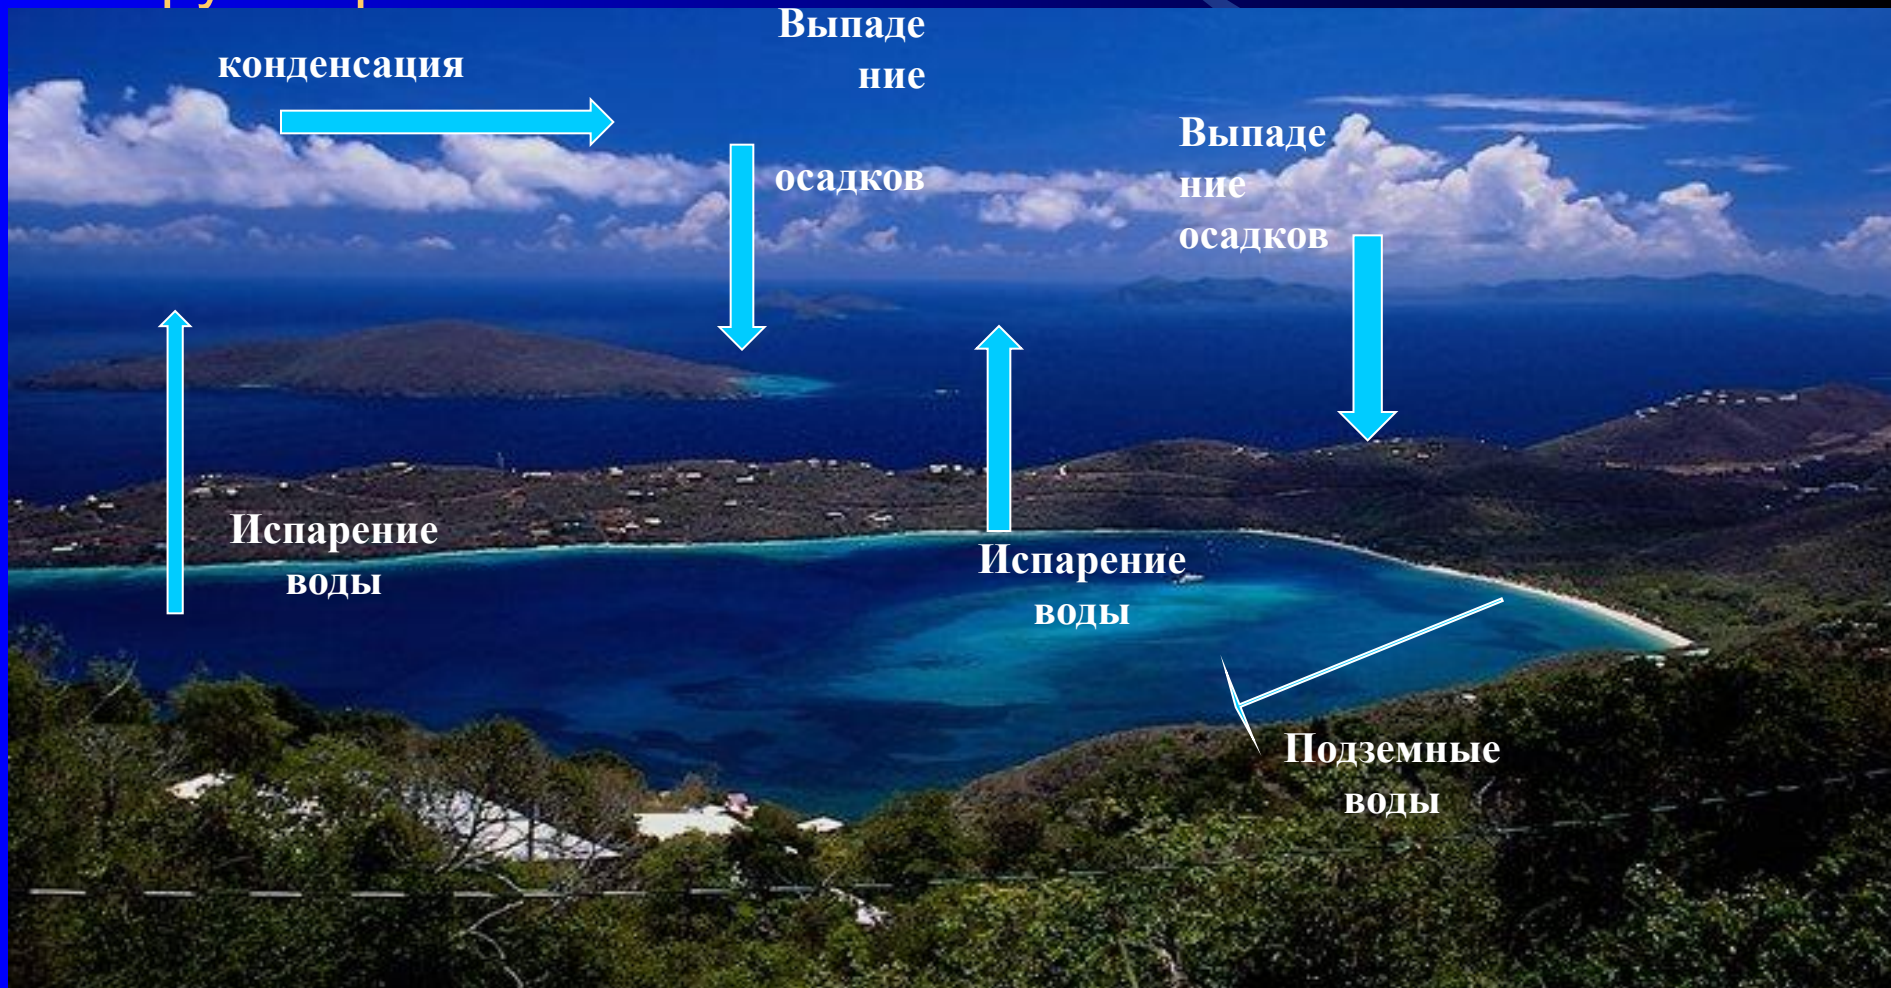 конденсация
Выпаде
ние
осадков
Выпаде
ние
осадков
Испарение
воды
Испарение
воды
Подземные
воды